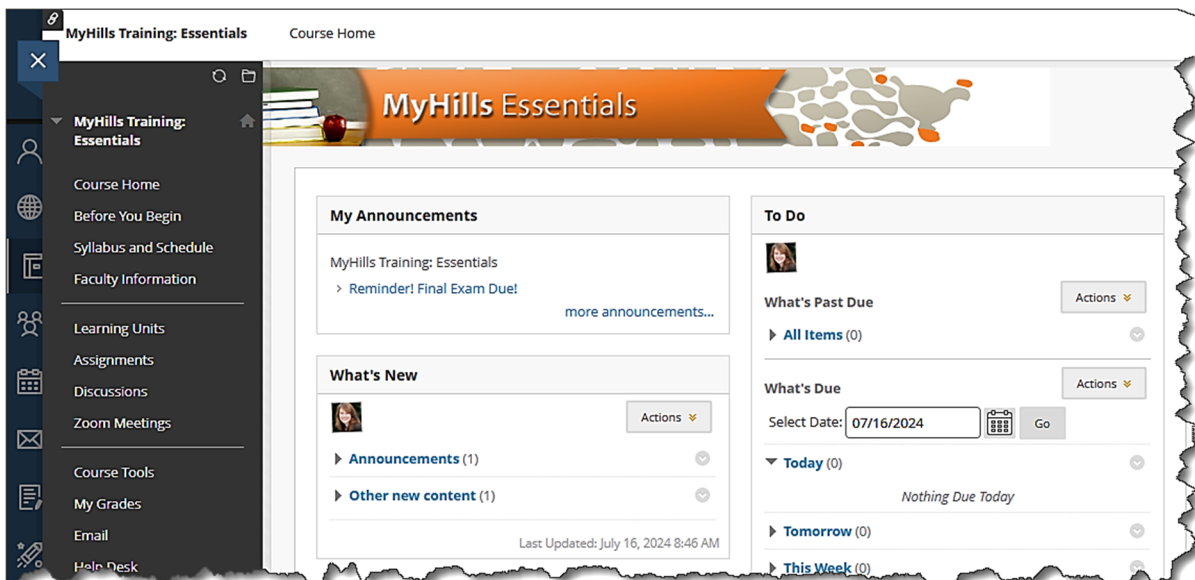 MyHills Training: Essentials
Course Home
MyHills Training:
Essentials
Course Home
Before You Begin
Syllabus and Schedule
Faculty Information
Learning Units
Assignments
Discussions
Zoom Meetings
Course Tools
My Grades
Email
Help Desk
MyHills Essentials
My Announcements
MyHills Training: Essentials
Reminder! Final Exam Due!
more announcements...
What's New
Actions
Announcements (1)
Other new content (1)
Last Updated: July 16, 2024 8:46 AM
To Do
What's Past Due
Actions
All Items (0)
What's Due
Actions
Select Date: 07/16/2024 Go
Today (0)
Nothing Due Today
Tomorrow (0)
This Week (0)